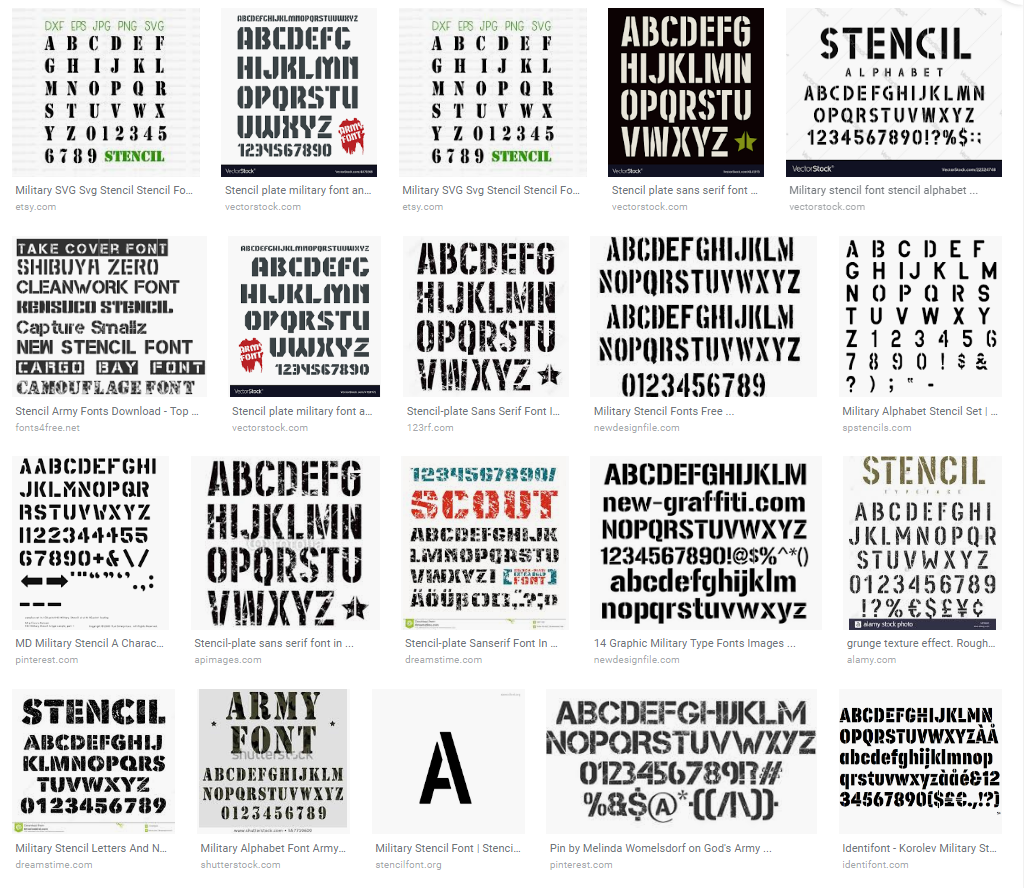 DXF EPS JPG PNG SVG
A B C D E F
G H I J K L
M N O P Q R
S T U V W X
Y Z 0 1 2 3 4 5
6 7 8 9 STENCIL
Military SVG Svg Stencil Stencil Fo...
etsy.com
ABCDEFGHIJKLMNOPQRSTUVWXYZ
ABCDEFG
HIJKLMN
OPQRSTU
UWXYZ
ARMY FONT
1234567890
VectorStock
Stencil plate military font an...
vectorstock.com
DXF EPS JPG PNG SVG
A B C D E F
G H I J K L
M N O P Q R
S T U V W X
Y Z 0 1 2 3 4 5
6 7 8 9 STENCIL
Military SVG Svg Stencil Stencil Fo...
etsy.com
ABCDEFG
HIJKLMN
OPQRSTU
VWXYZ
VectorStock
Stencil plate sans serif font ...
vectorstock.com
STENCIL
ALPHABET
ABCDEFGHIJKLMN
OPQRSTUVWXYZ
1234567890!?%$::
VectorStock
Military stencil font stencil alphabet ...
vectorstock.com
TAKE COVER FONT
SHIBUYA ZERO
CLEANWORK FONT
KENSUCO STENCIL
Capture Smallz
NEW STENCIL FONT
CARGO BAY FONT
CAMOUFLAGE FONT
Stencil Army Fonts Download - Top ...
fonts4free.net
ABCDEFGHIJKLMNOPQRSTUVWXYZ
ABCDEFG
HIJKLMN
OPQRSTU
ARMY FONT
UWXYZ
1234567890
VectorStock
Stencil plate military font a...
vectorstock.com
ABCDEFG
HIJKLMN
OPQRSTU
VWXYZ
Stencil-plate Sans Serif Font I...
123rf.com
ABCDEFGHIJKLM
NOPQRSTUVWXYZ
ABCDEFGHIJKLM
NOPQRSTUVWXYZ
0123456789
Military Stencil Fonts Free ...
newdesignfile.com
A B C D E F
G H I J K L M
N O P Q R S
T U V W X Y
Z 1 2 3 4 5 6
7 8 9 0 ! $ &
? ) ; " -
Military Alphabet Stencil Set | ...
spstencils.com
AABCDEFGHI
JKLMNOPQR
RSTUVWXYZ
1122344455
67890+&\/
MD Military Stencil A Charac...
pinterest.com
ABCDEFG
HIJKLMN
OPQRSTU
VWXYZ
Stencil-plate sans serif font in ...
apimages.com
1234567890/
SCOUT
ABCDEFGHIJK
LMNOPQRSTU
VWXYZ!
FONT
Stencil-plate Sanserif Font In ...
dreamstime.com
ABCDEFGHIJKLM
new-graffiti.com
NOPQRSTUVWXYZ
1234567890!@$%^*()
abcdefghijklm
nopqrstuvwxyz
14 Graphic Military Type Fonts Images ...
newdesignfile.com
STENCIL
TYPEFACE
ABCDEFGHI
JKLMNOPQR
STUVWXYZ
0123456789
!?%€$£¥¢
alamy stock photo
grunge texture effect. Rough...
alamy.com
STENCIL
ABCDEFGHIJ
KLMNOPQRS
TUVWXYZ
0123456789
Military Stencil Letters And N...
dreamstime.com
ARMY
FONT
shutterstock
ABCDEFGHIJKLM
NOPQRSTUVWXYZ
0123456789
Military Alphabet Font Army...
shutterstock.com
A
Military Stencil Font | Stenci...
stencilfont.org
ABCDEFGHIJKLM
NOPQRSTUVWXYZ
0123456789!?#
%&$@*{(/|\)}
Pin by Melinda Womelsdorf on God's Army ...
pinterest.com
ABCDEFGHIJKLMN
OPQRSTUVWXYZÀÅ
abcdefghijklmnop
qrstuvwxyzàåé&12
34567890($£€.,!?)
Identifont - Korolev Military St...
identifont.com